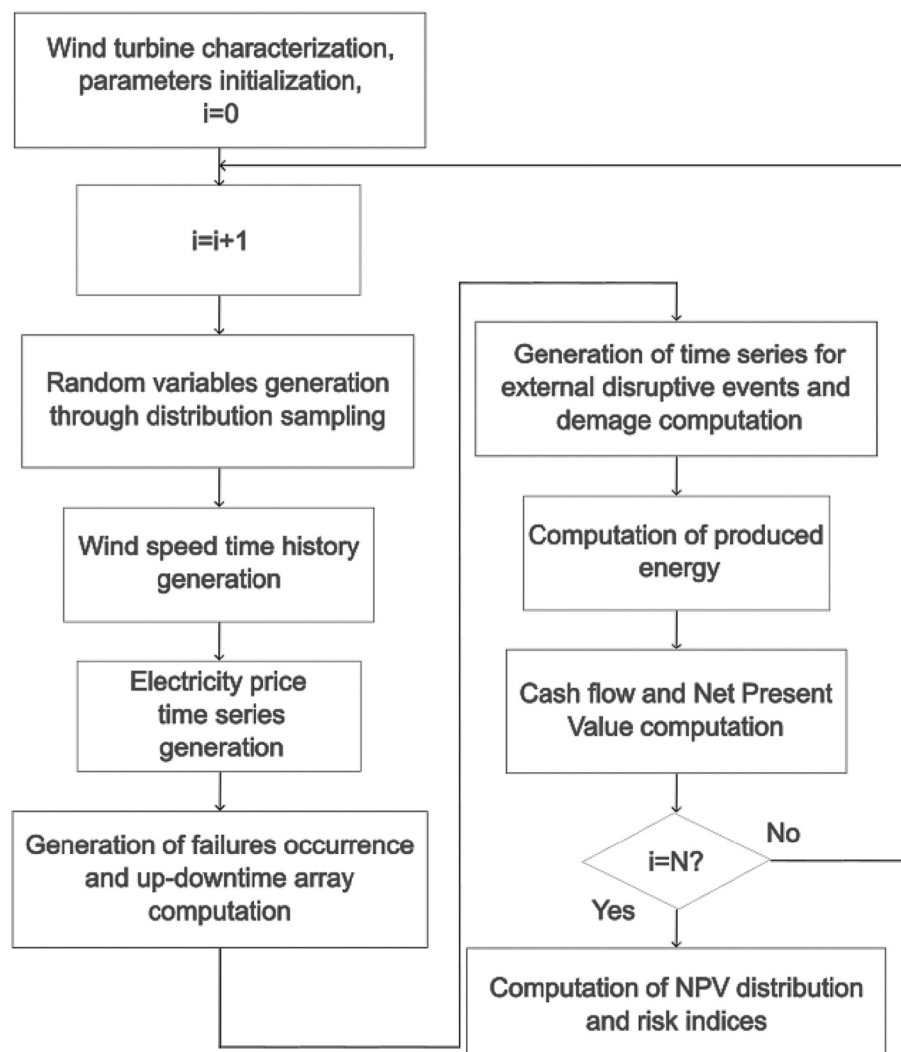 Wind turbine characterization,
parameters initialization,
i=0
i=i+1
Random variables generation
through distribution sampling
Wind speed time history
generation
Electricity price
time series
generation
Generation of failures occurrence
and up-downtime array
computation
Generation of time series for
external disruptive events and
demage computation
Computation of produced
energy
Cash flow and Net Present
Value computation
i=N?
No
Yes
Computation of NPV distribution
and risk indices